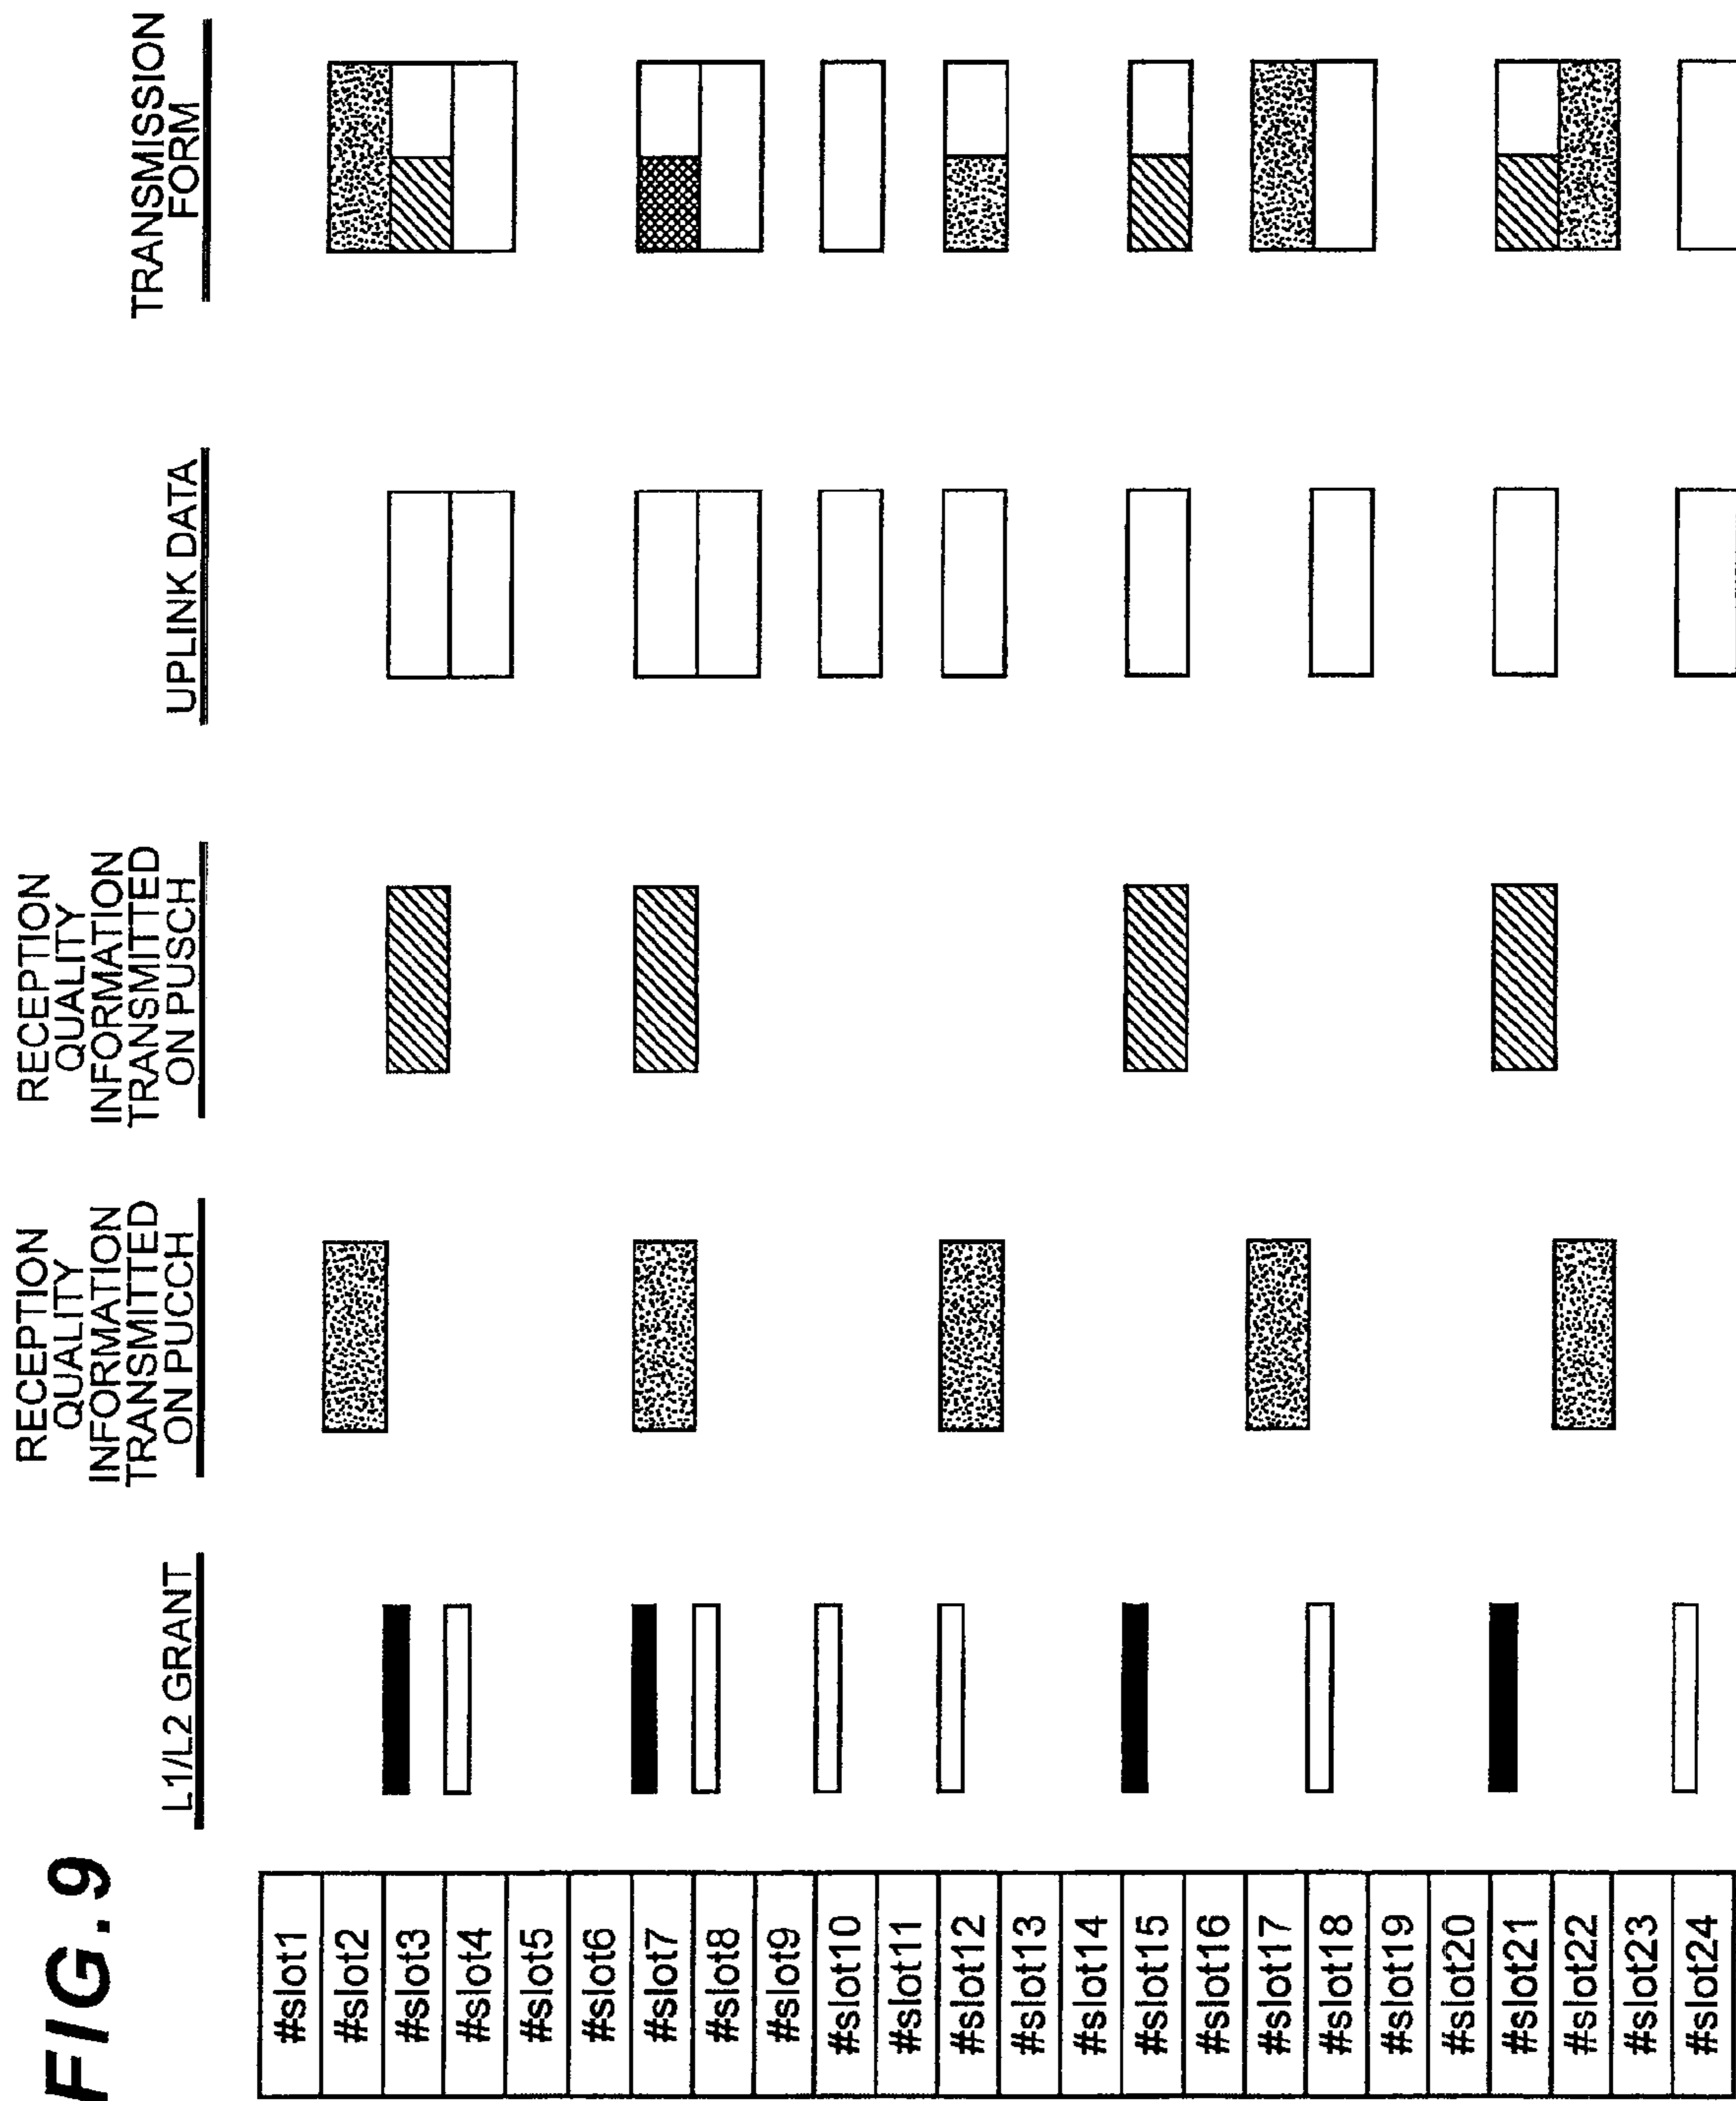 FIG.9
TRANSMISSION
FORM
UPLINK DATA
RECEPTION
QUALITY
INFORMATION
TRANSMITTED
ON PUSCH
RECEPTION
QUALITY
INFORMATION
TRANSMITTED
ON PUCCH
L1/L2 GRANT
#slot1
#slot2
#slot3
#slot4
#slot5
#slot6
#slot7
#slot8
#slot9
#slot10
#slot11
#slot12
#slot13
#slot14
#slot15
#slot16
#slot17
#slot18
#slot19
#slot20
#slot21
#slot22
#slot23
#slot24